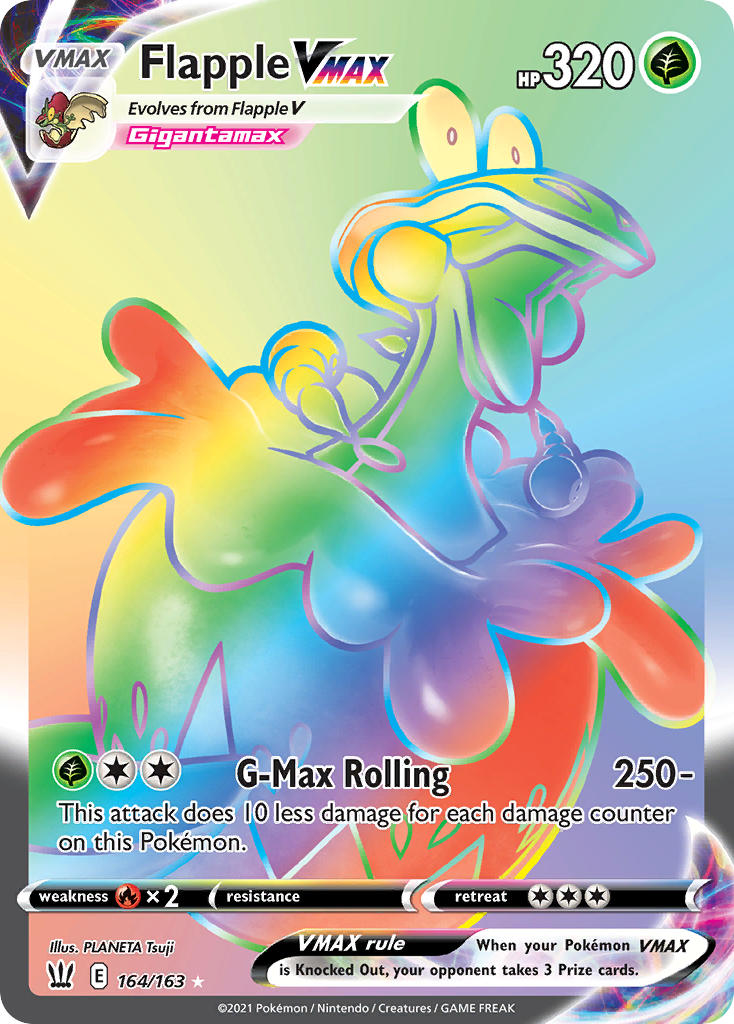 VMAX
Flapple VMAX
HP 320
Evolves from Flapple V
Gigantamax
G-Max Rolling 250-
This attack does 10 less damage for each damage counter
on this Pokémon.
weakness ×2 resistance retreat
Illus. PLANETA Tsuji
VMAX rule When your Pokémon VMAX
is Knocked Out, your opponent takes 3 Prize cards.
E 164/163
©2021 Pokémon / Nintendo / Creatures / GAME FREAK